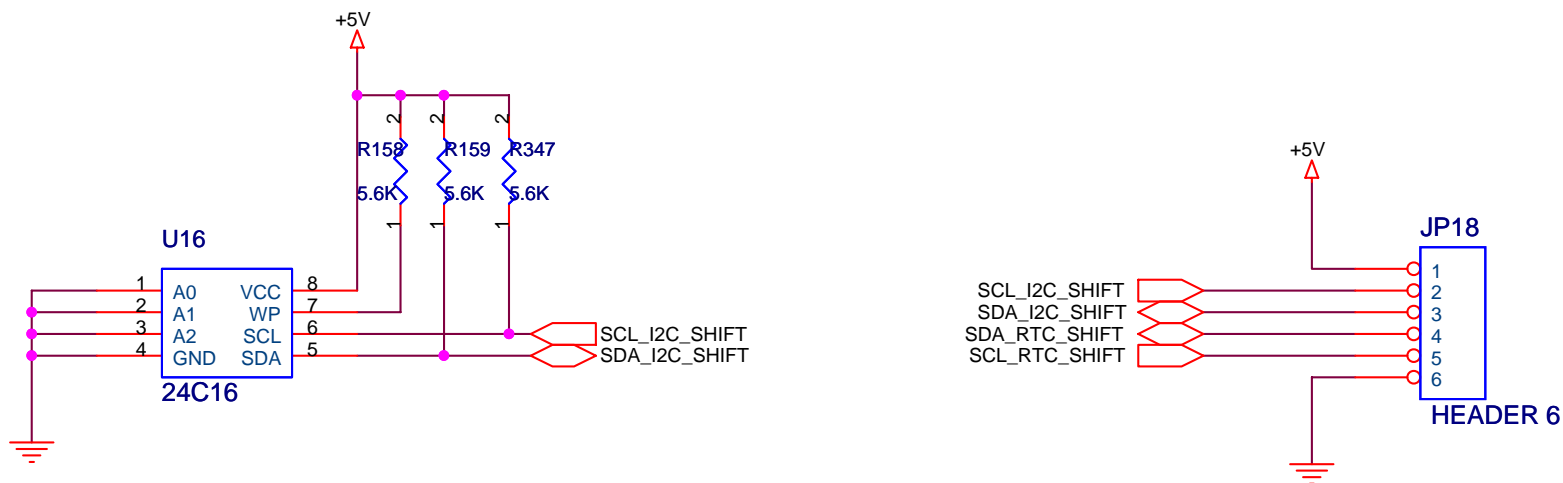 +5V
2 2 2
R158 R159 R347
5.6K 5.6K 5.6K
1 1 1
U16
1 A0 VCC 8
2 A1 WP 7
3 A2 SCL 6 SCL_I2C_SHIFT
4 GND SDA 5 SDA_I2C_SHIFT
24C16
+5V
JP18
1
SCL_I2C_SHIFT 2
SDA_I2C_SHIFT 3
SDA_RTC_SHIFT 4
SCL_RTC_SHIFT 5
6
HEADER 6